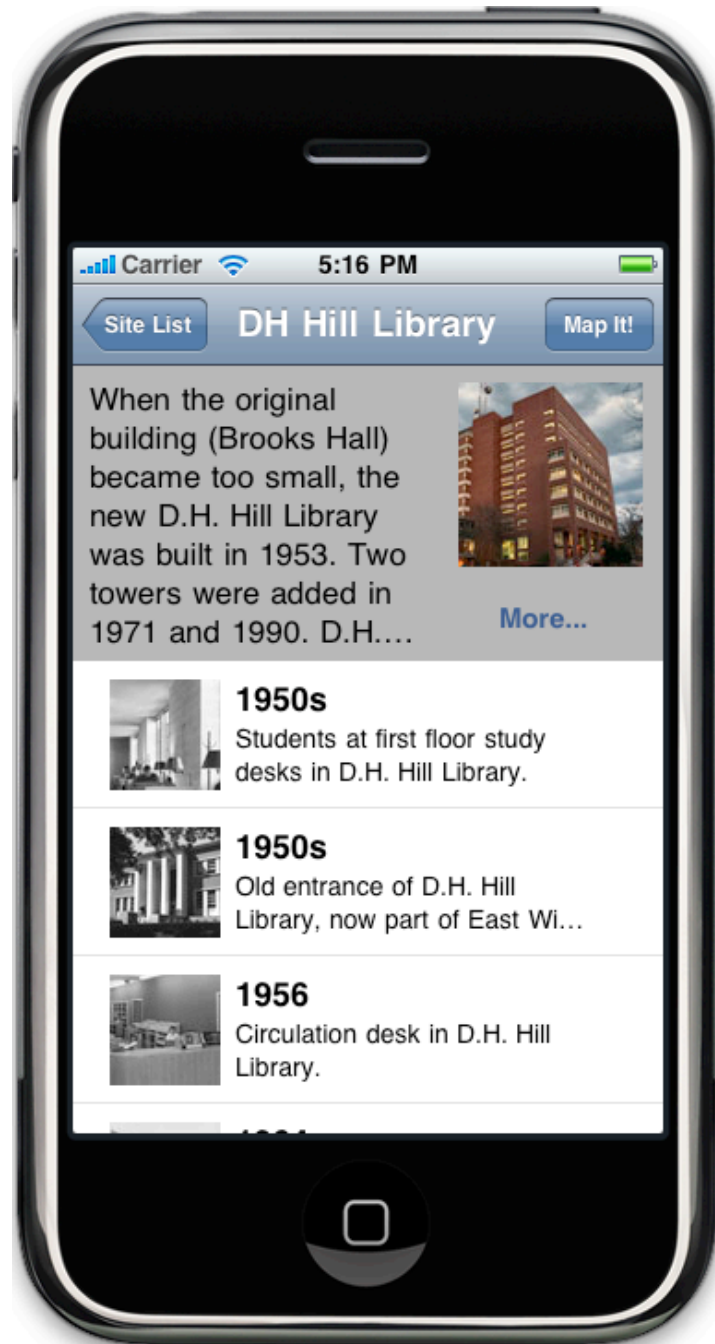 Carrier 5:16 PM
Site List DH Hill Library Map It!
When the original
building (Brooks Hall)
became too small, the
new D.H. Hill Library
was built in 1953. Two
towers were added in
1971 and 1990. D.H....
More...
1950s
Students at first floor study
desks in D.H. Hill Library.
1950s
Old entrance of D.H. Hill
Library, now part of East Wi...
1956
Circulation desk in D.H. Hill
Library.